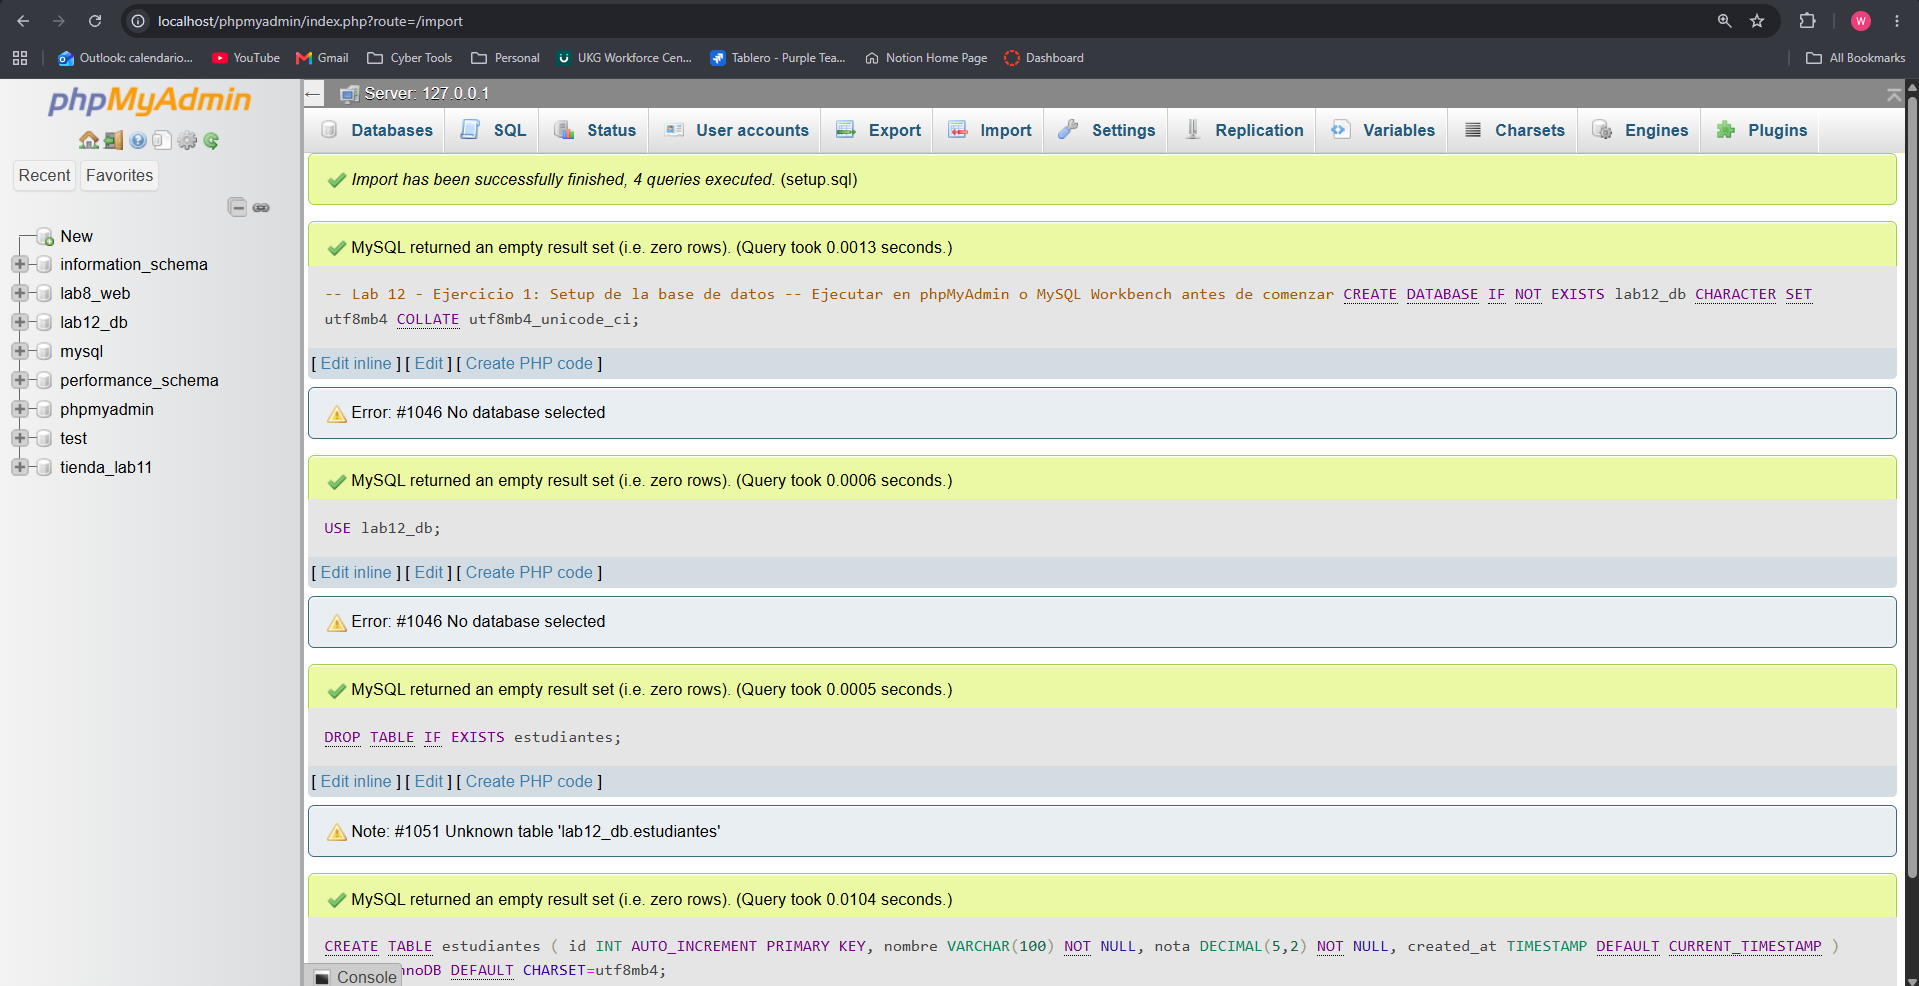 localhost/phpmyadmin/index.php?route=/import
W
Outlook: calendario...
YouTube
Gmail
Cyber Tools
Personal
UKG Workforce Cen...
Tablero - Purple Tea...
Notion Home Page
Dashboard
All Bookmarks
phpMyAdmin
Recent
Favorites
New
information_schema
lab8_web
lab12_db
mysql
performance_schema
phpmyadmin
test
tienda_lab11
Server: 127.0.0.1
Databases
SQL
Status
User accounts
Export
Import
Settings
Replication
Variables
Charsets
Engines
Plugins
Import has been successfully finished, 4 queries executed. (setup.sql)
MySQL returned an empty result set (i.e. zero rows). (Query took 0.0013 seconds.)
-- Lab 12 - Ejercicio 1: Setup de la base de datos -- Ejecutar en phpMyAdmin o MySQL Workbench antes de comenzar CREATE DATABASE IF NOT EXISTS lab12_db CHARACTER SET
utf8mb4 COLLATE utf8mb4_unicode_ci;
[ Edit inline ] [ Edit ] [ Create PHP code ]
Error: #1046 No database selected
MySQL returned an empty result set (i.e. zero rows). (Query took 0.0006 seconds.)
USE lab12_db;
[ Edit inline ] [ Edit ] [ Create PHP code ]
Error: #1046 No database selected
MySQL returned an empty result set (i.e. zero rows). (Query took 0.0005 seconds.)
DROP TABLE IF EXISTS estudiantes;
[ Edit inline ] [ Edit ] [ Create PHP code ]
Note: #1051 Unknown table 'lab12_db.estudiantes'
MySQL returned an empty result set (i.e. zero rows). (Query took 0.0104 seconds.)
CREATE TABLE estudiantes ( id INT AUTO_INCREMENT PRIMARY KEY, nombre VARCHAR(100) NOT NULL, nota DECIMAL(5,2) NOT NULL, created_at TIMESTAMP DEFAULT CURRENT_TIMESTAMP )
nnoDB DEFAULT CHARSET=utf8mb4;
Console